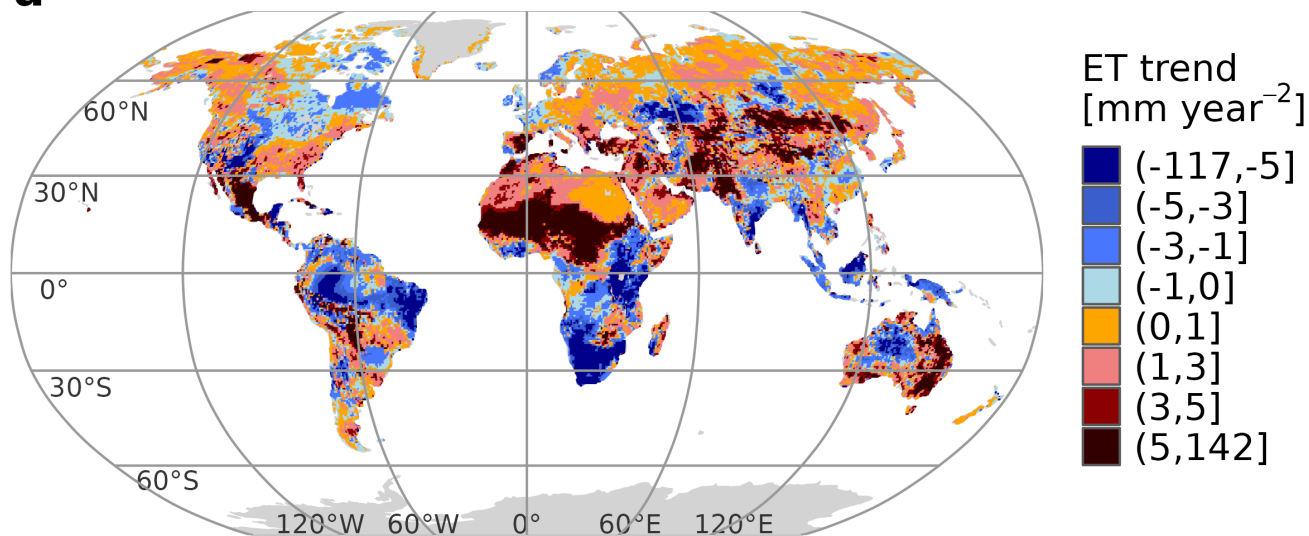 60°N
30°N
0°
30°S
60°S
120°W 60°W 0° 60°E 120°E
ET trend
[mm year⁻²]
(-117,-5]
(-5,-3]
(-3,-1]
(-1,0]
(0,1]
(1,3]
(3,5]
(5,142]